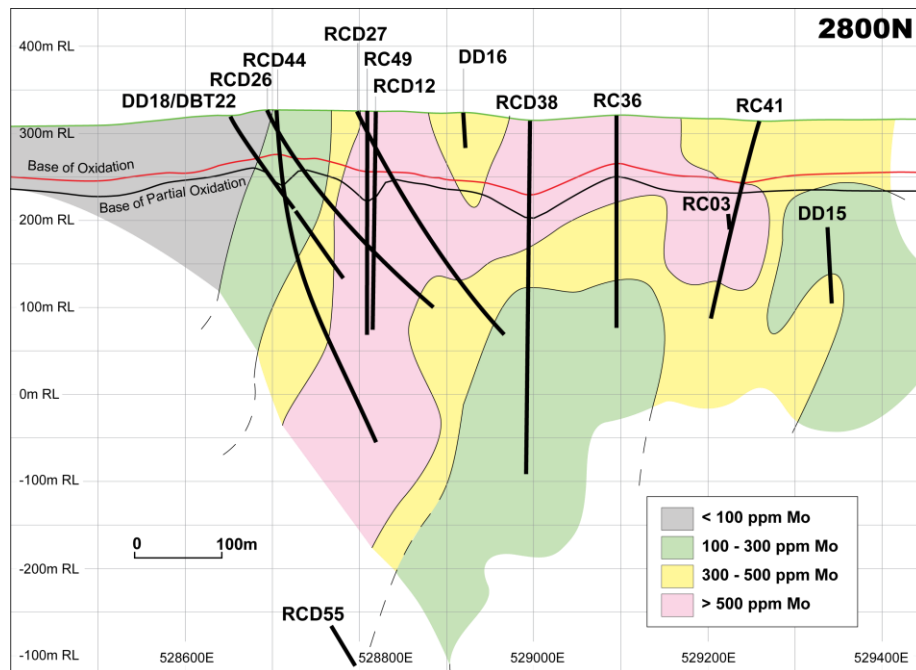 2800N
400m RL
300m RL
200m RL
100m RL
0m RL
-100m RL
-200m RL
-100m RL
RCD27
RCD44
RC49
DD16
RCD26
RCD12
DD18/DBT22
RCD38
RC36
RC41
Base of Oxidation
Base of Partial Oxidation
RC03
DD15
0 100m
RCD55
< 100 ppm Mo
100 - 300 ppm Mo
300 - 500 ppm Mo
> 500 ppm Mo
528600E
528800E
529000E
529200E
529400E